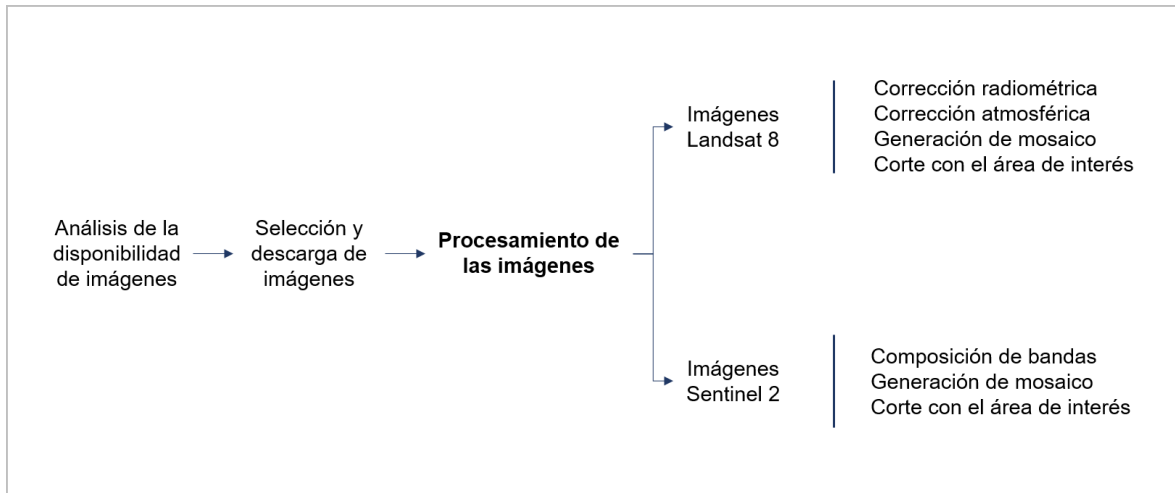 Análisis de la
disponibilidad
de imágenes
Selección y
descarga de
imágenes
Procesamiento de
las imágenes
Imágenes
Landsat 8
Corrección radiométrica
Corrección atmosférica
Generación de mosaico
Corte con el área de interés
Imágenes
Sentinel 2
Composición de bandas
Generación de mosaico
Corte con el área de interés